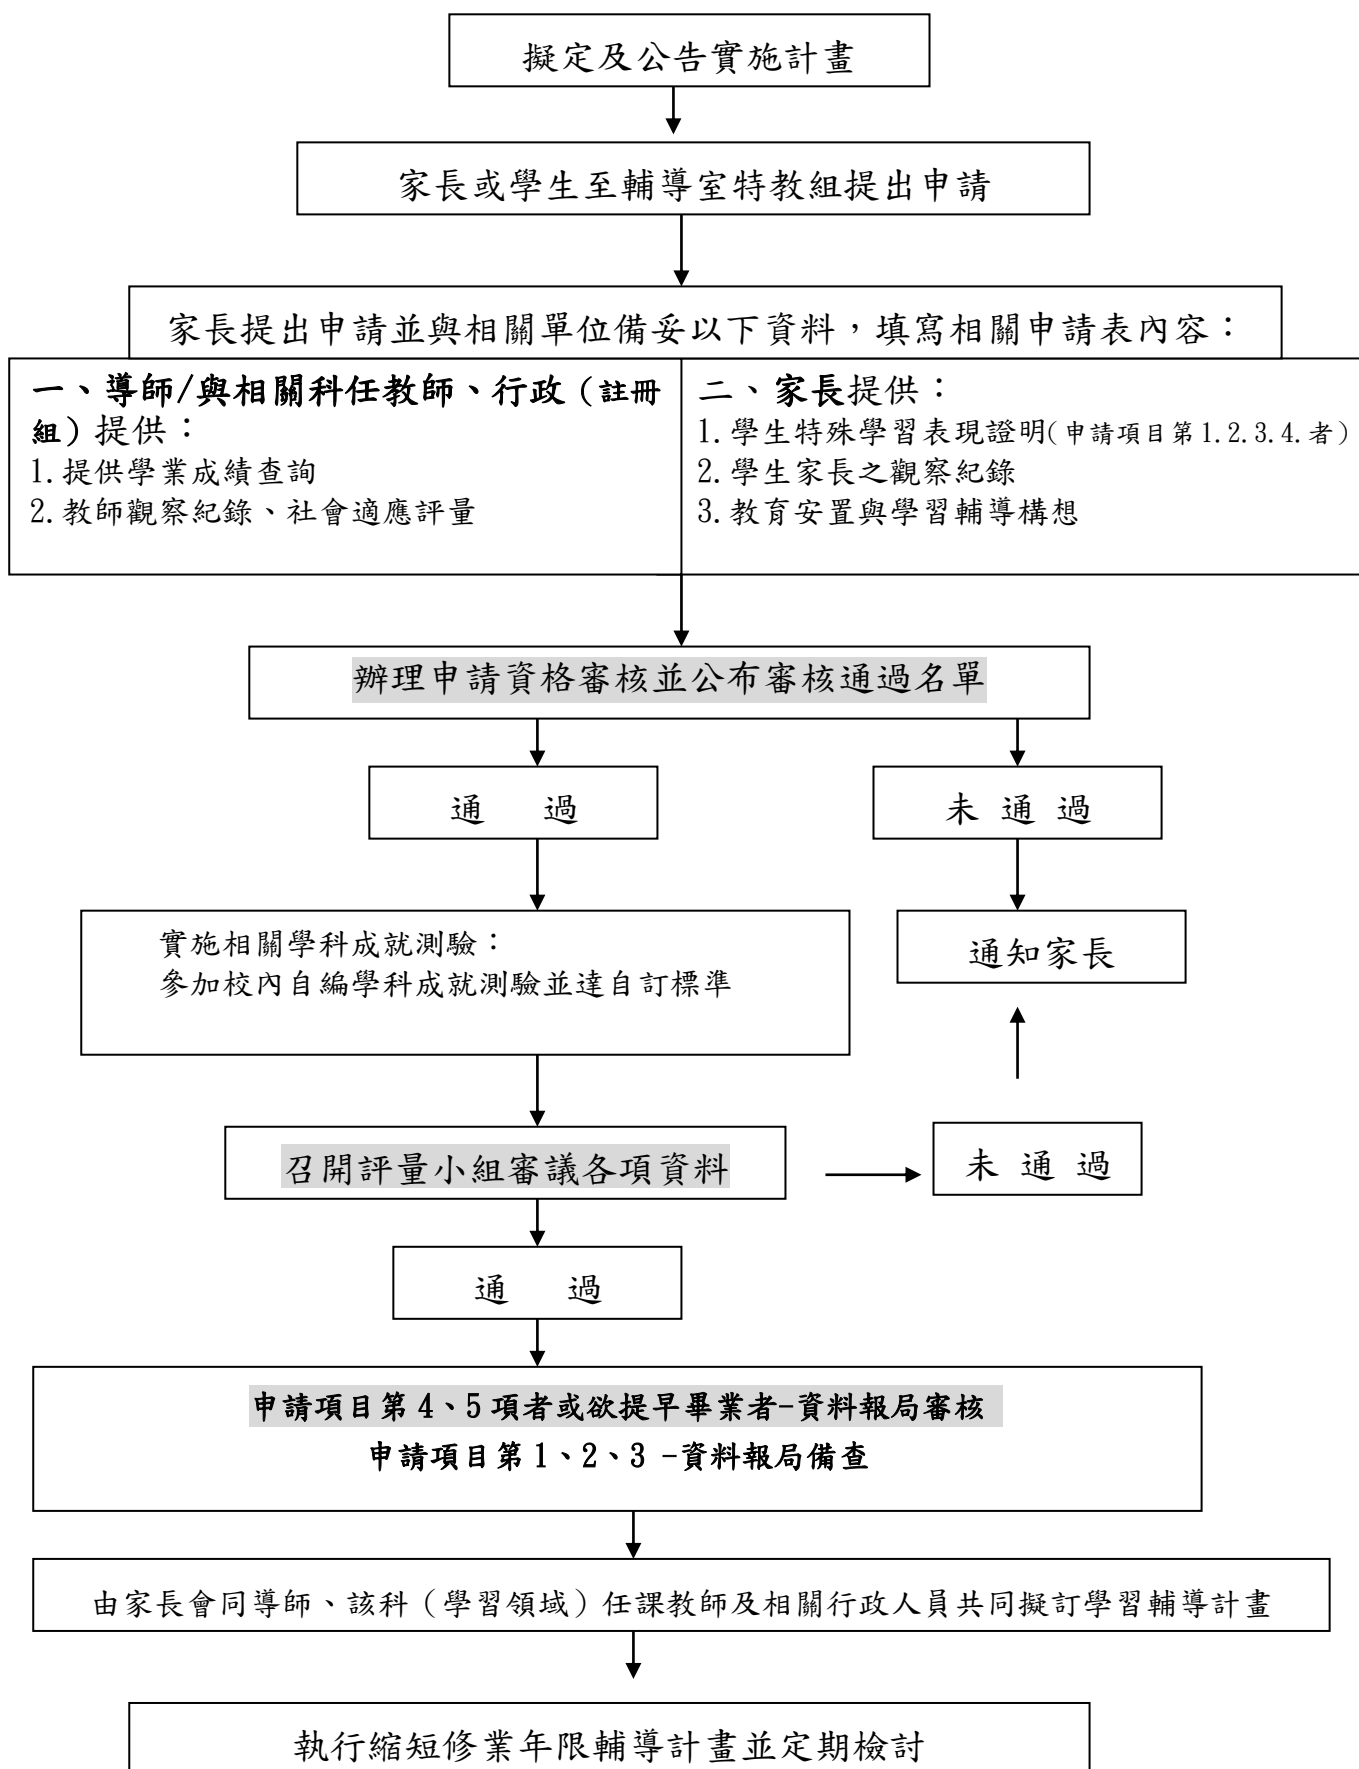 擬定及公告實施計畫
家長或學生至輔導室特教組提出申請
家長提出申請並與相關單位備妥以下資料，填寫相關申請表內容：
一、導師/與相關科任教師、行政（註冊
組）提供：
1.提供學業成績查詢
2.教師觀察紀錄、社會適應評量
二、家長提供：
1.學生特殊學習表現證明(申請項目第1.2.3.4.者)
2.學生家長之觀察紀錄
3.教育安置與學習輔導構想
辦理申請資格審核並公布審核通過名單
通　過
未 通 過
實施相關學科成就測驗：
參加校內自編學科成就測驗並達自訂標準
通知家長
召開評量小組審議各項資料
未 通 過
通　過
申請項目第 4、5 項者或欲提早畢業者-資料報局審核
申請項目第 1、2、3 -資料報局備查
由家長會同導師、該科（學習領域）任課教師及相關行政人員共同擬訂學習輔導計畫
執行縮短修業年限輔導計畫並定期檢討